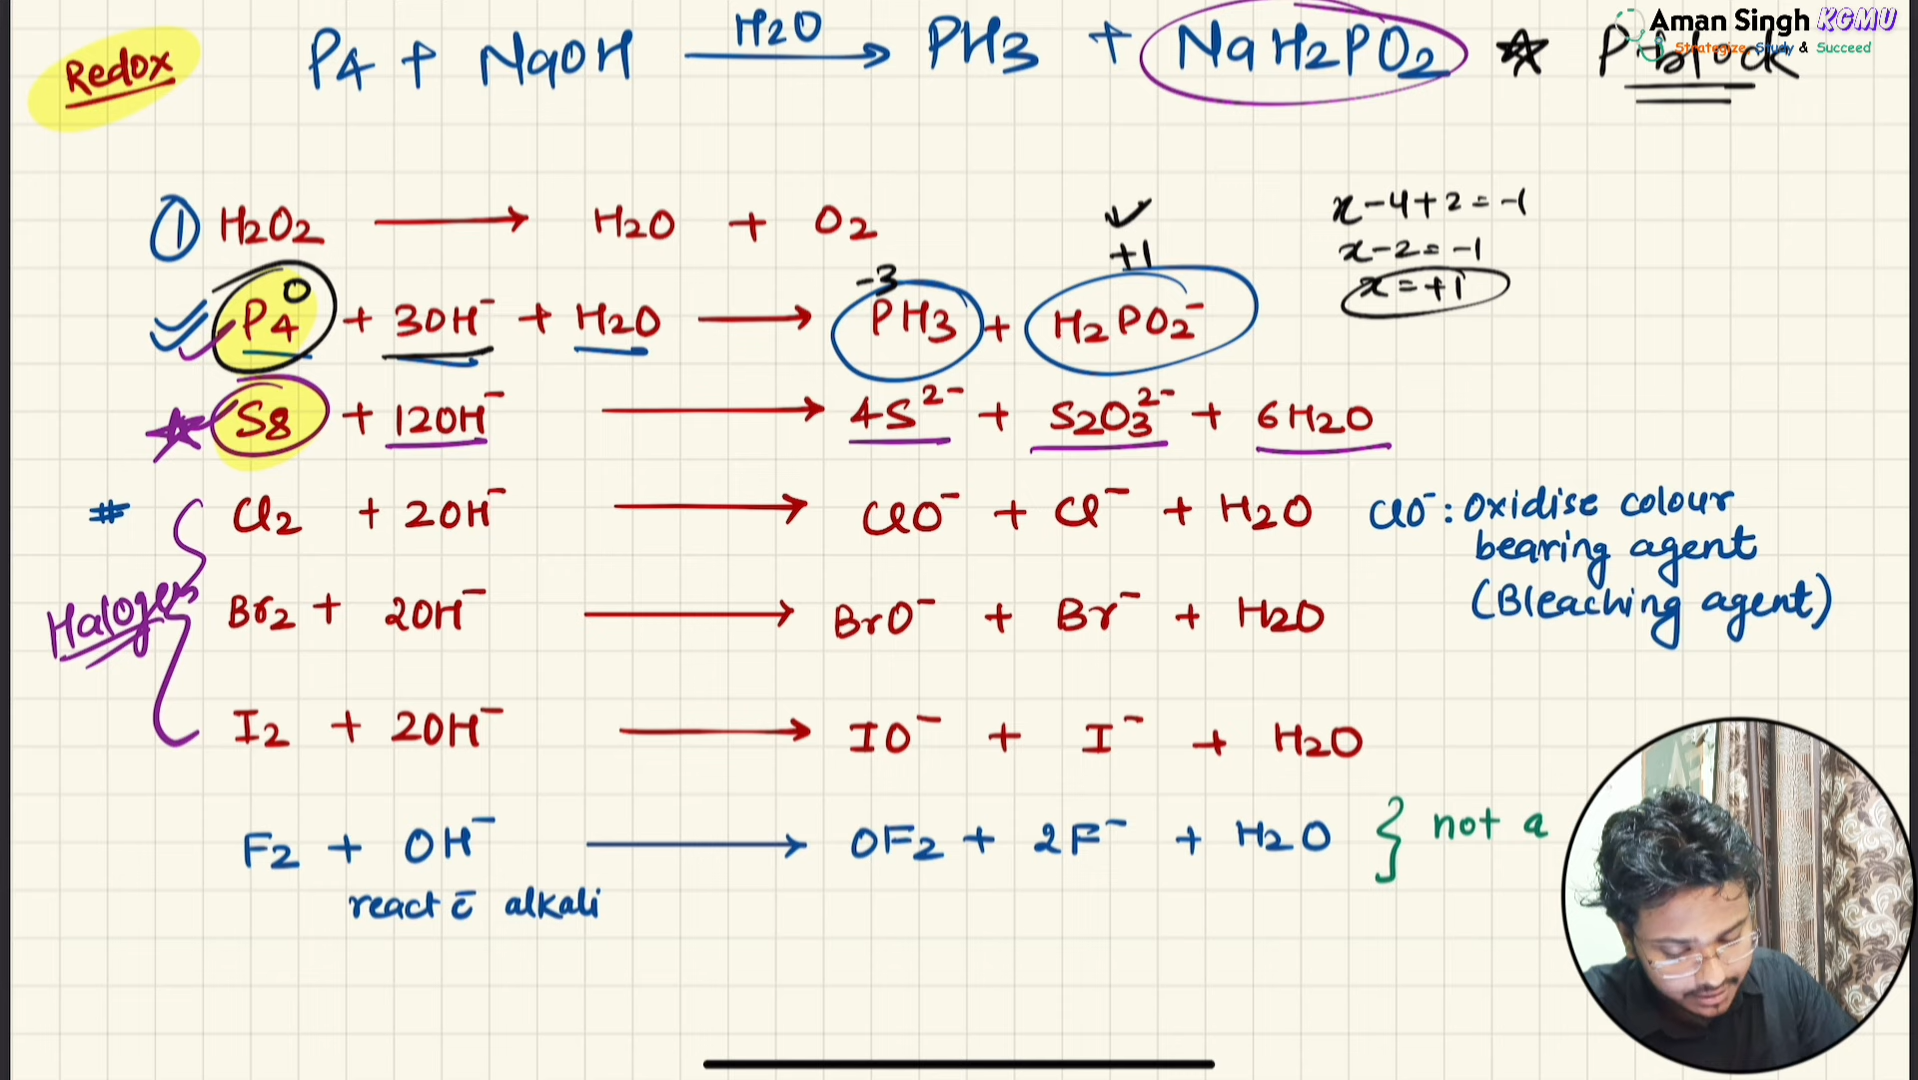 Aman Singh KGMU
Strategize, Study & Succeed
Redox P4 + NaOH H2O PH3 + NaH2PO2 P-block
① H2O2 → H2O + O2
x-4+2=-1
x-2=-1
x=+1
0 -3 +1
P4 + 3OH⁻ + H2O → PH3 + H2PO2⁻
S8 + 12OH⁻ → 4S²⁻ + S2O3²⁻ + 6H2O
# Cl2 + 2OH⁻ → ClO⁻ + Cl⁻ + H2O
ClO⁻: oxidise colour
bearing agent
(Bleaching agent)
Halogens
Br2 + 2OH⁻ → BrO⁻ + Br⁻ + H2O
I2 + 2OH⁻ → IO⁻ + I⁻ + H2O
F2 + OH⁻ → OF2 + 2F⁻ + H2O } not a
react c̄ alkali